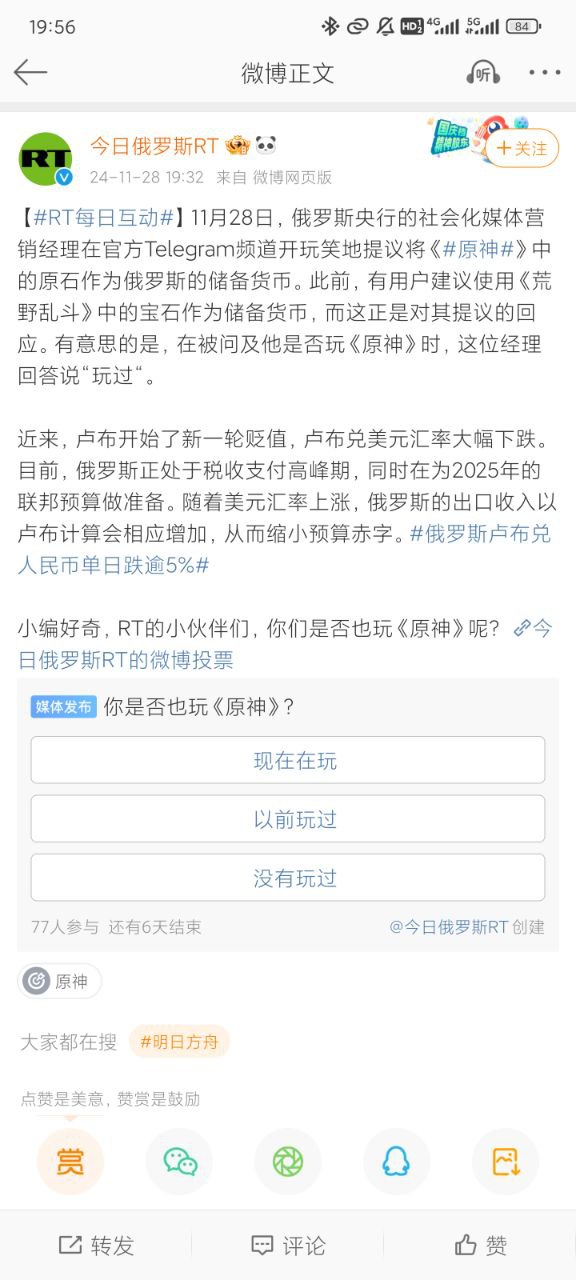 19:56
HD 1 2 4G 5G 84
微博正文
听
RT
今日俄罗斯RT
国庆档
精神股东
+关注
24-11-28 19:32 来自 微博网页版
【#RT每日互动#】11月28日，俄罗斯央行的社会化媒体营
销经理在官方Telegram频道开玩笑地提议将《#原神#》中
的原石作为俄罗斯的储备货币。此前，有用户建议使用《荒
野乱斗》中的宝石作为储备货币，而这正是对其提议的回
应。有意思的是，在被问及他是否玩《原神》时，这位经理
回答说“玩过“。
近来，卢布开始了新一轮贬值，卢布兑美元汇率大幅下跌。
目前，俄罗斯正处于税收支付高峰期，同时在为2025年的
联邦预算做准备。随着美元汇率上涨，俄罗斯的出口收入以
卢布计算会相应增加，从而缩小预算赤字。#俄罗斯卢布兑
人民币单日跌逾5%#
小编好奇，RT的小伙伴们，你们是否也玩《原神》呢？ 今
日俄罗斯RT的微博投票
媒体发布 你是否也玩《原神》？
现在在玩
以前玩过
没有玩过
77人参与 还有6天结束 @今日俄罗斯RT 创建
原神
大家都在搜 #明日方舟
点赞是美意，赞赏是鼓励
赏
转发 评论 赞